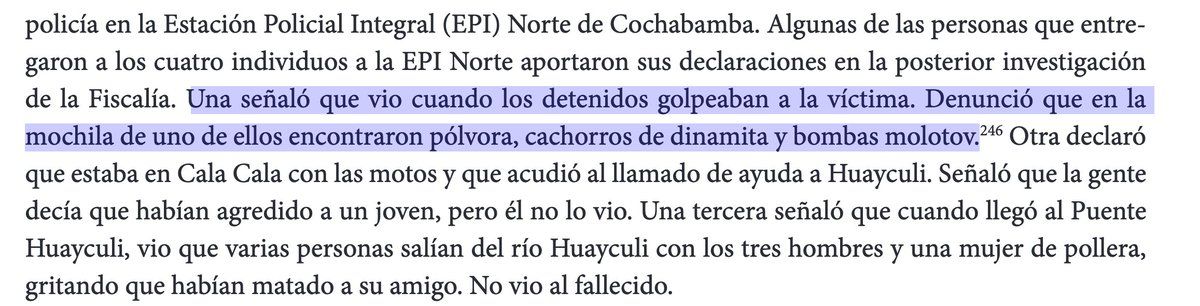 policía en la Estación Policial Integral (EPI) Norte de Cochabamba. Algunas de las personas que entre-
garon a los cuatro individuos a la EPI Norte aportaron sus declaraciones en la posterior investigación
de la Fiscalía. Una señaló que vio cuando los detenidos golpeaban a la víctima. Denunció que en la
mochila de uno de ellos encontraron pólvora, cachorros de dinamita y bombas molotov.²⁴⁶ Otra declaró
que estaba en Cala Cala con las motos y que acudió al llamado de ayuda a Huayculi. Señaló que la gente
decía que habían agredido a un joven, pero él no lo vio. Una tercera señaló que cuando llegó al Puente
Huayculi, vio que varias personas salían del río Huayculi con los tres hombres y una mujer de pollera,
gritando que habían matado a su amigo. No vio al fallecido.